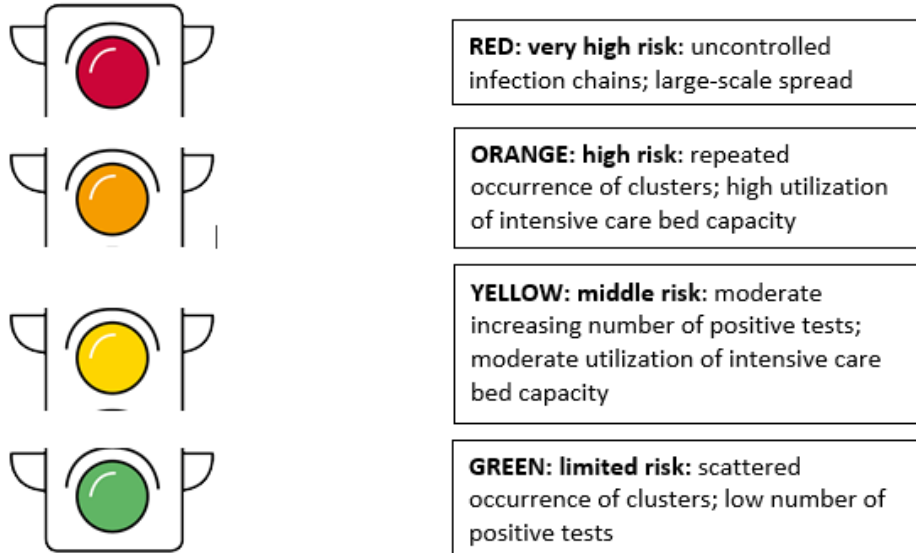 RED: very high risk: uncontrolled
infection chains; large-scale spread
ORANGE: high risk: repeated
occurrence of clusters; high utilization
of intensive care bed capacity
YELLOW: middle risk: moderate
increasing number of positive tests;
moderate utilization of intensive care
bed capacity
GREEN: limited risk: scattered
occurrence of clusters; low number of
positive tests